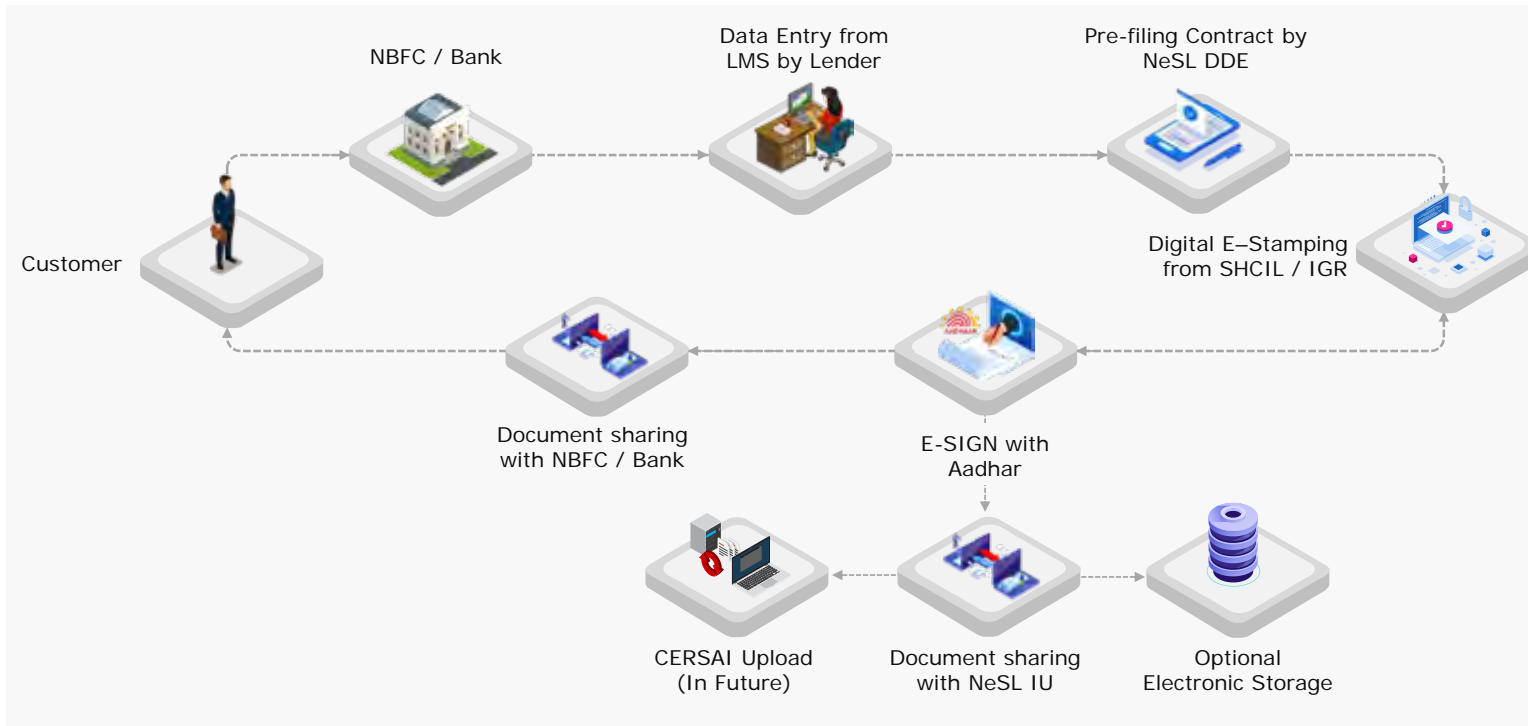 NBFC / Bank
Data Entry from
LMS by Lender
Pre-filing Contract by
NeSL DDE
Customer
Digital E–Stamping
from SHCIL / IGR
AADHAAR
Document sharing
with NBFC / Bank
E-SIGN with
Aadhar
CERSAI Upload
(In Future)
Document sharing
with NeSL IU
Optional
Electronic Storage